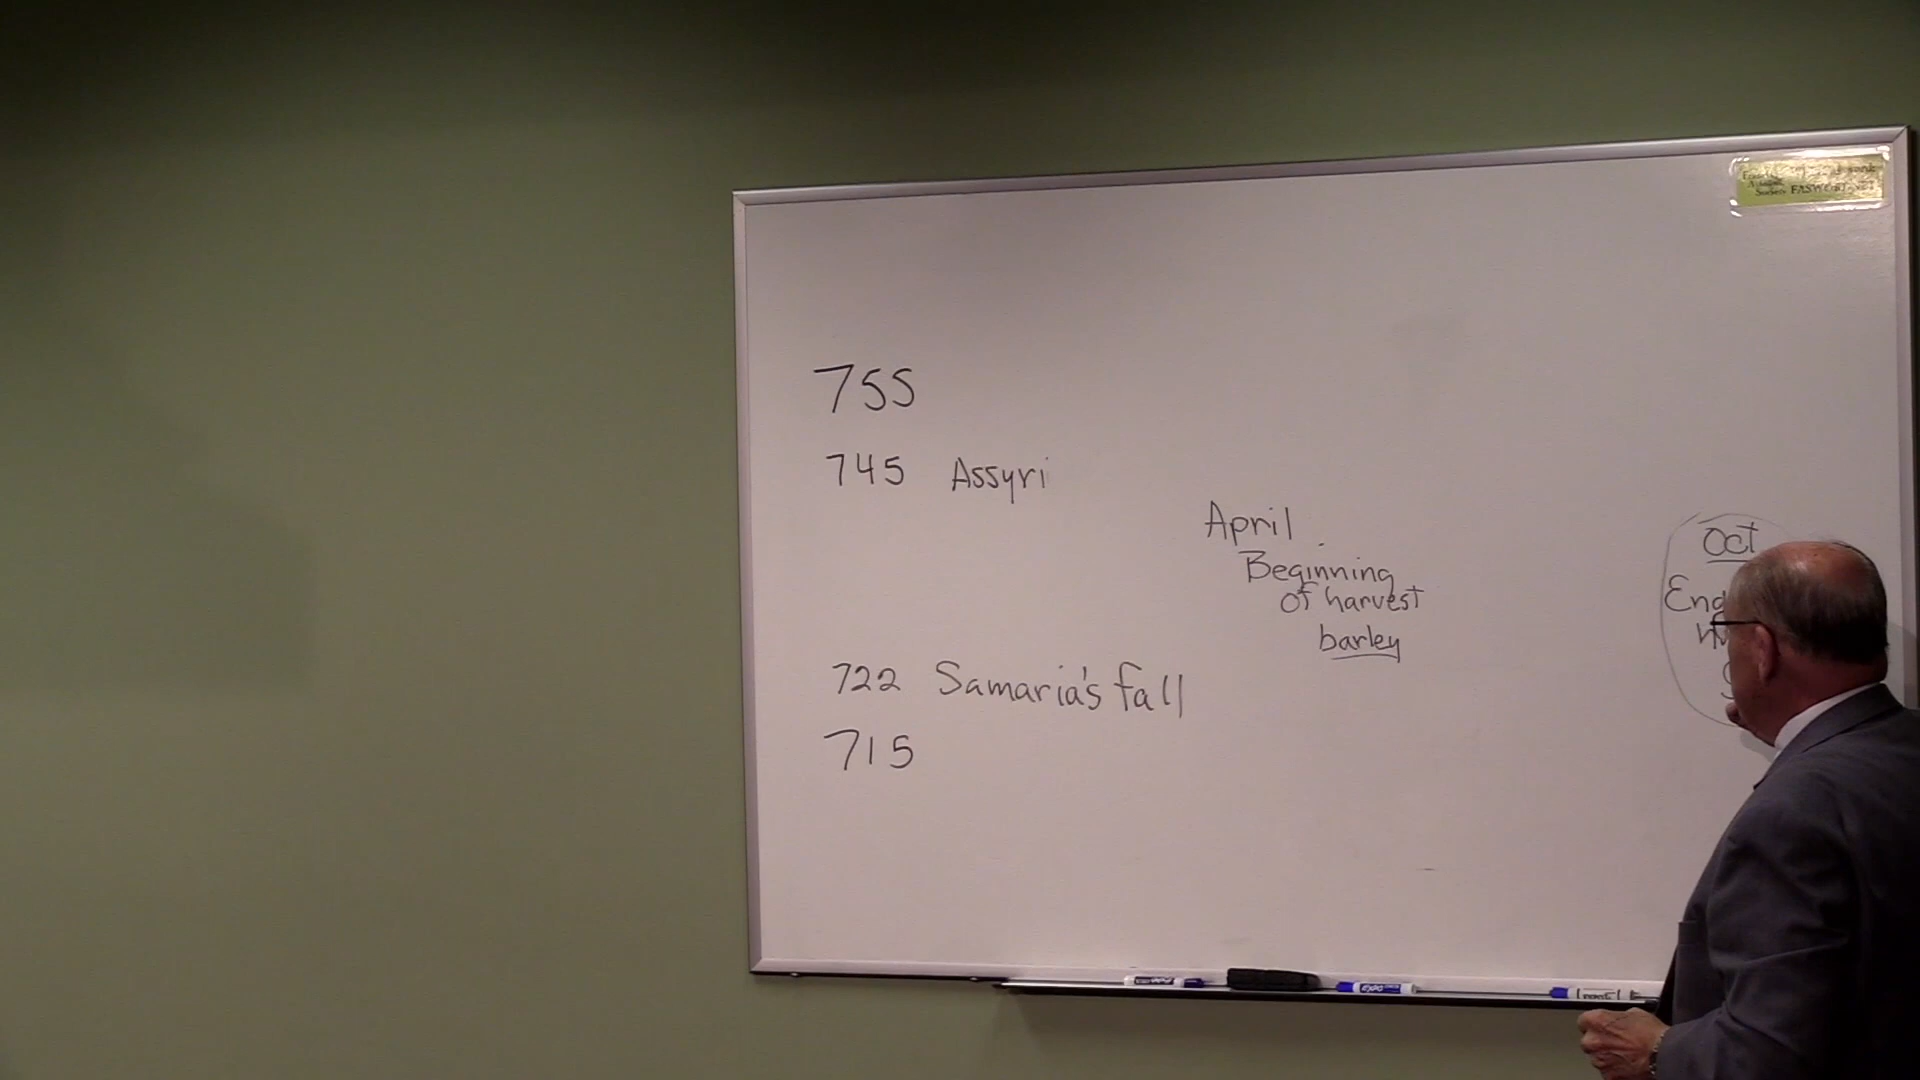 755
745 Assyri
April
Beginning
of harvest
barley
722 Samaria's fall
715
Oct